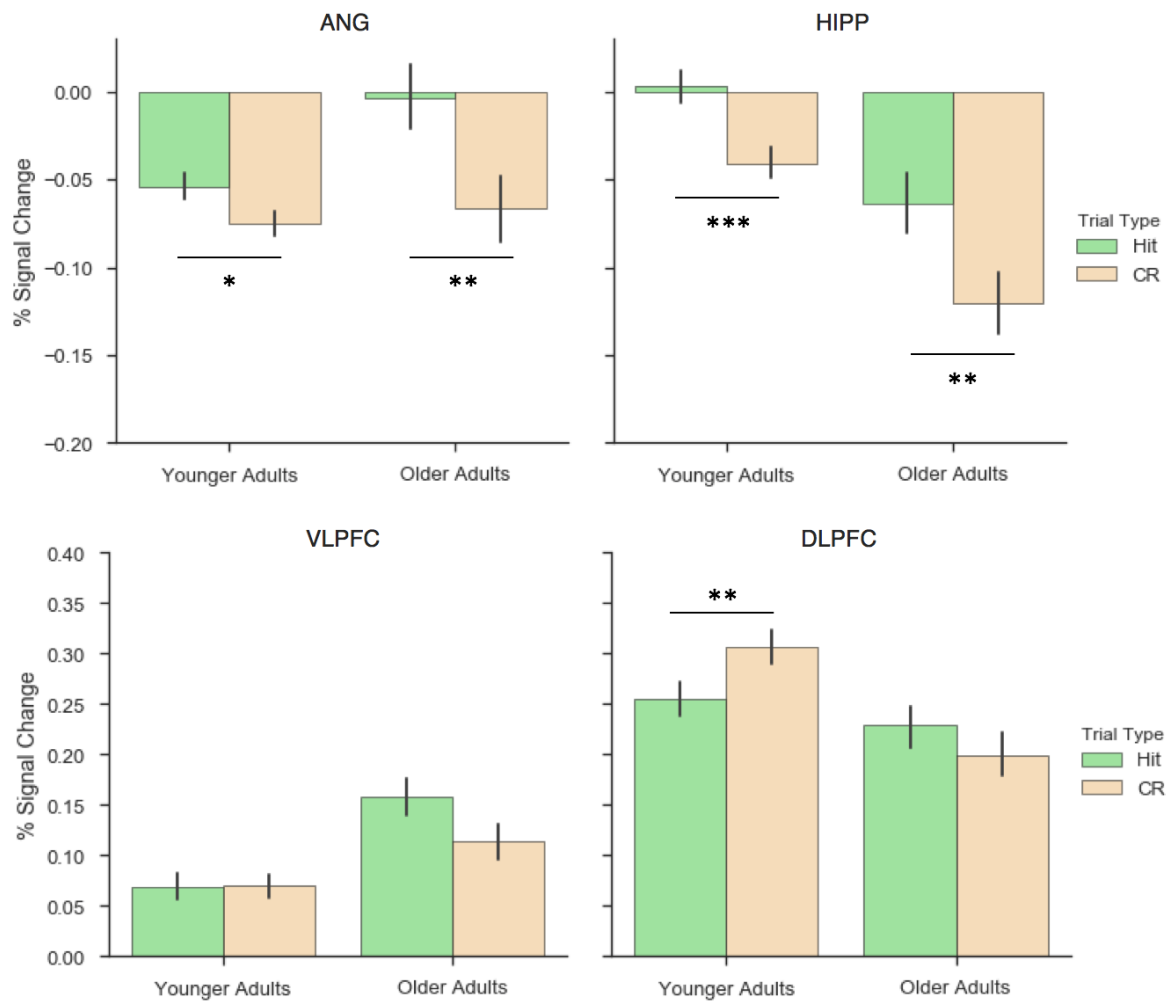 ANG
HIPP
0.00
−0.05
−0.10
−0.15
−0.20
% Signal Change
*
**
***
**
Trial Type
Hit
CR
Younger Adults
Older Adults
Younger Adults
Older Adults
VLPFC
DLPFC
0.40
0.35
0.30
0.25
0.20
0.15
0.10
0.05
0.00
% Signal Change
**
Trial Type
Hit
CR
Younger Adults
Older Adults
Younger Adults
Older Adults